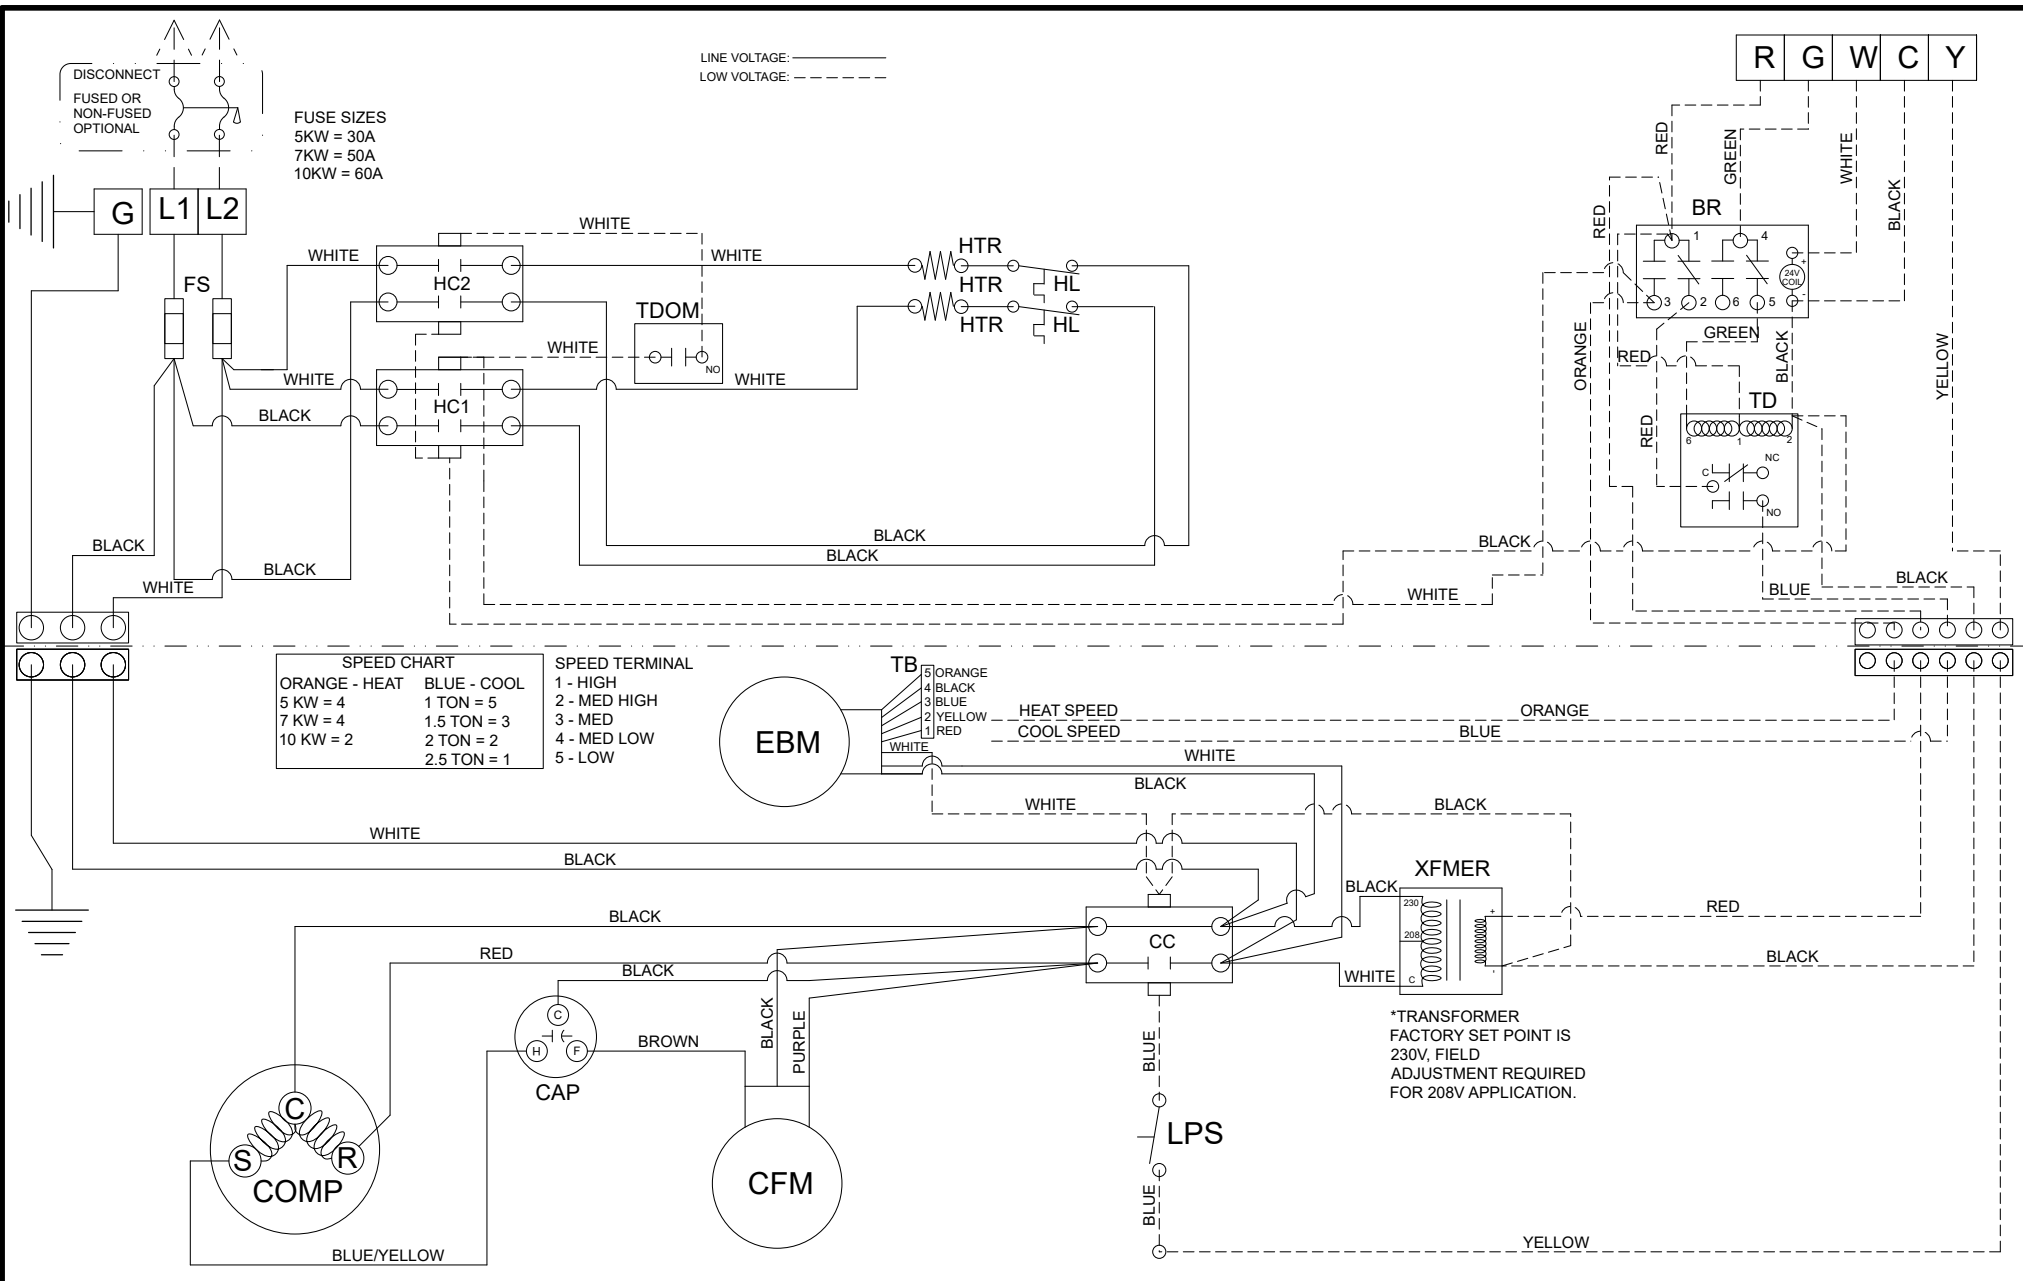 LINE VOLTAGE:
LOW VOLTAGE:
DISCONNECT
FUSED OR
NON-FUSED
OPTIONAL
FUSE SIZES
5KW = 30A
7KW = 50A
10KW = 60A
G
L1
L2
FS
WHITE
WHITE
BLACK
BLACK
BLACK
WHITE
HC2
HC1
WHITE
WHITE
WHITE
WHITE
TDOM
NO
HTR
HTR
HTR
HTR
HL
HL
BLACK
BLACK
R G W C Y
RED
GREEN
WHITE
BLACK
YELLOW
RED
BR
1
4
3
2
6
5
24V
COIL
+
-
ORANGE
GREEN
RED
BLACK
RED
TD
6
1
2
C
NC
NO
BLACK
WHITE
BLUE
BLACK
SPEED CHART
ORANGE - HEAT BLUE - COOL
5 KW = 4 1 TON = 5
7 KW = 4 1.5 TON = 3
10 KW = 2 2 TON = 2
2.5 TON = 1
SPEED TERMINAL
1 - HIGH
2 - MED HIGH
3 - MED
4 - MED LOW
5 - LOW
EBM
TB
5 ORANGE
4 BLACK
3 BLUE
2 YELLOW
1 RED
WHITE
HEAT SPEED
ORANGE
COOL SPEED
BLUE
WHITE
BLACK
WHITE
BLACK
WHITE
BLACK
BLACK
RED
BLACK
CC
BLACK
WHITE
XFMER
230
208
C
+
-
RED
BLACK
*TRANSFORMER
FACTORY SET POINT IS
230V, FIELD
ADJUSTMENT REQUIRED
FOR 208V APPLICATION.
C
H
F
CAP
BROWN
BLACK
PURPLE
CFM
C
S
R
COMP
BLUE/YELLOW
BLUE
LPS
BLUE
YELLOW